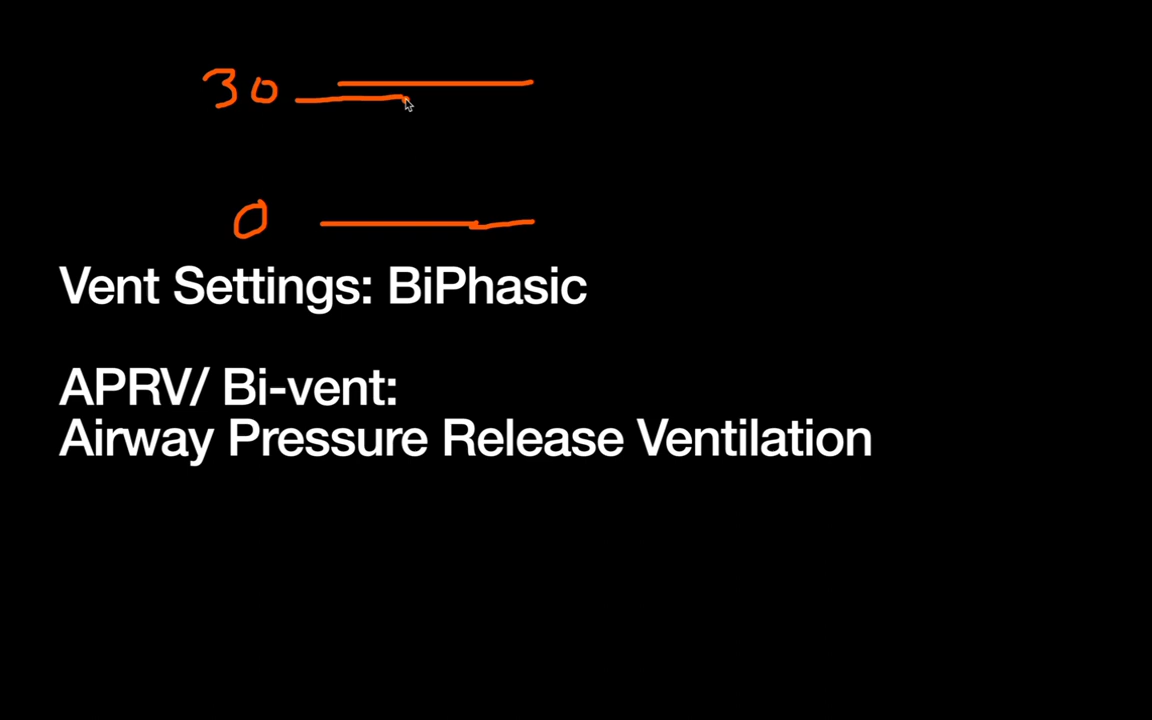 30
0
Vent Settings: BiPhasic
APRV/ Bi-vent:
Airway Pressure Release Ventilation